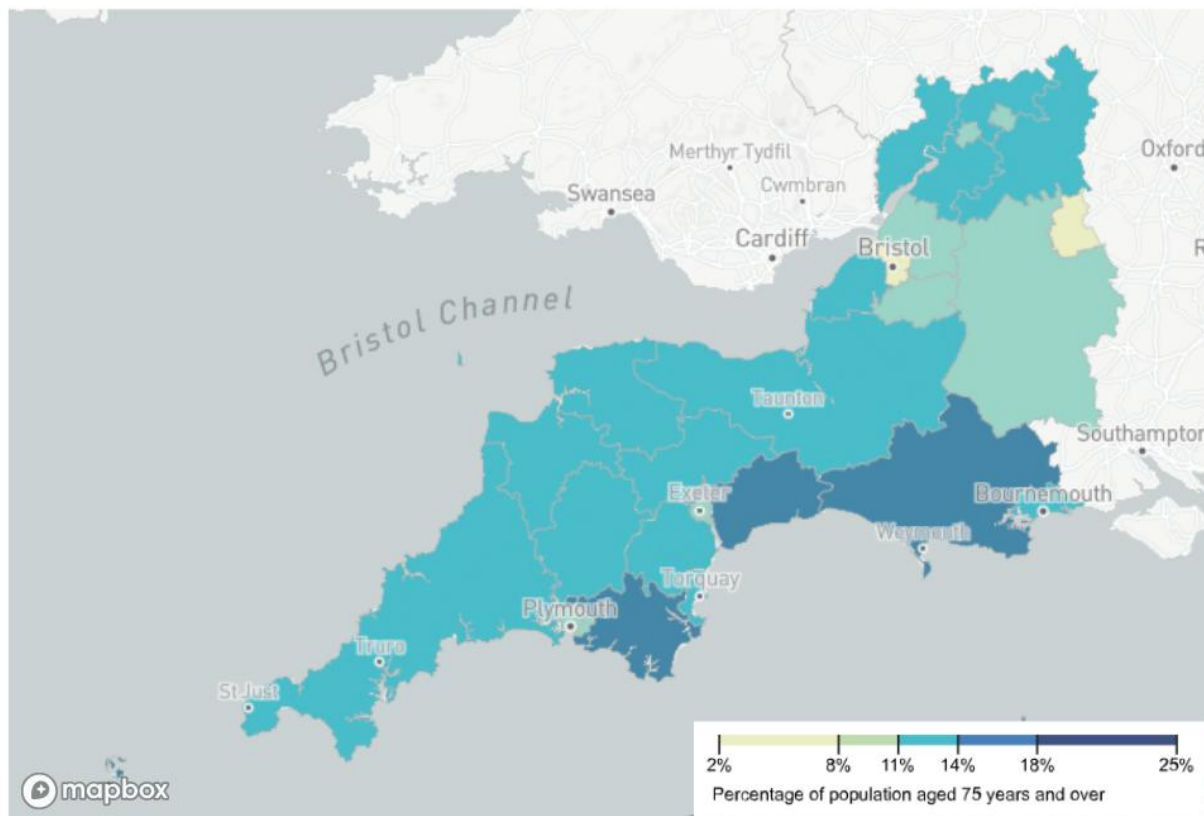 Merthyr Tydfil
Oxford
Swansea
Cwmbran
Cardiff
Bristol
R
Bristol Channel
Taunton
Southampton
Exeter
Bournemouth
Weymouth
Torquay
Plymouth
Truro
St Just
2% 8% 11% 14% 18% 25%
Percentage of population aged 75 years and over
mapbox